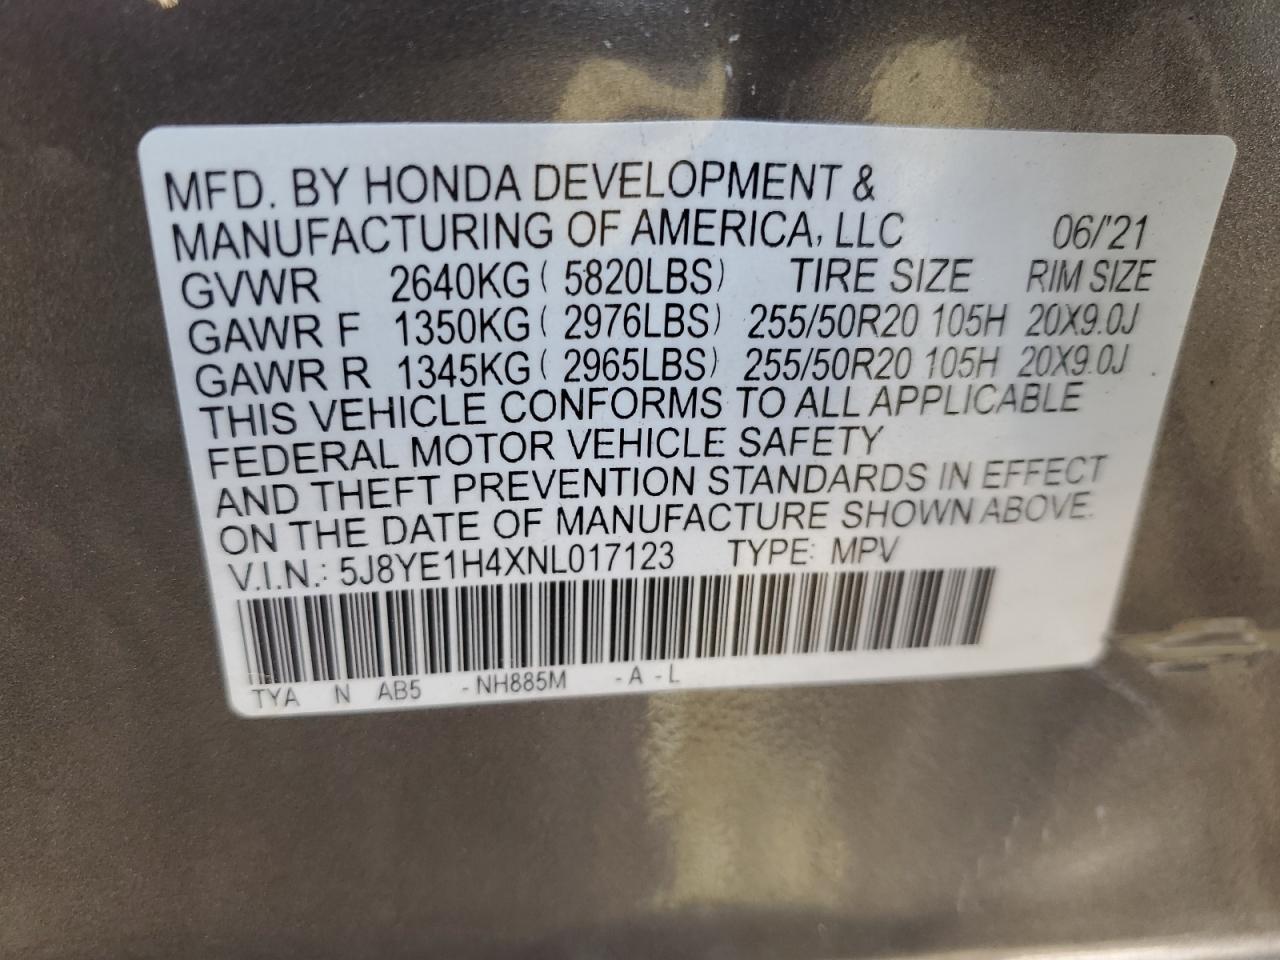 MFD. BY HONDA DEVELOPMENT &
MANUFACTURING OF AMERICA, LLC 06/'21
GVWR 2640KG ( 5820LBS) TIRE SIZE RIM SIZE
GAWR F 1350KG ( 2976LBS) 255/50R20 105H 20X9.0J
GAWR R 1345KG ( 2965LBS) 255/50R20 105H 20X9.0J
THIS VEHICLE CONFORMS TO ALL APPLICABLE
FEDERAL MOTOR VEHICLE SAFETY
AND THEFT PREVENTION STANDARDS IN EFFECT
ON THE DATE OF MANUFACTURE SHOWN ABOVE.
V.I.N.: 5J8YE1H4XNL017123 TYPE: MPV
TYA N AB5 -NH885M -A -L